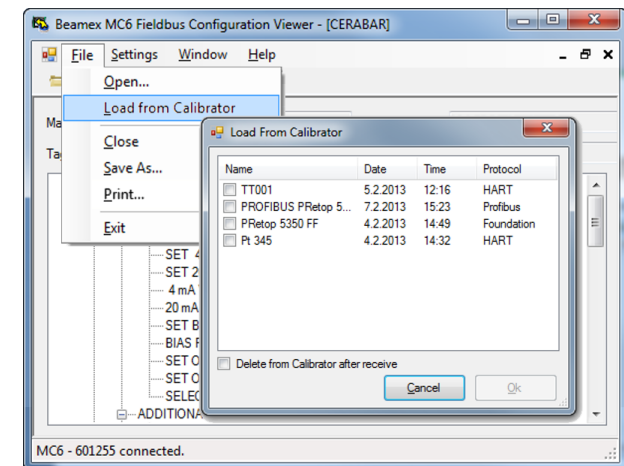 Beamex MC6 Fieldbus Configuration Viewer - [CERABAR]
File Settings Window Help
Open...
Load from Calibrator
Close
Save As...
Print...
Exit
Ma
Ta
Load From Calibrator
Name Date Time Protocol
TT001 5.2.2013 12:16 HART
PROFIBUS PRetop 5... 7.2.2013 15:23 Profibus
PRetop 5350 FF 4.2.2013 14:49 Foundation
Pt 345 4.2.2013 14:32 HART
Delete from Calibrator after receive
Cancel Ok
SET 4
SET 2
4 mA
20 mA
SET B
BIAS F
SET O
SET O
SELEC
ADDITIONA
MC6 - 601255 connected.